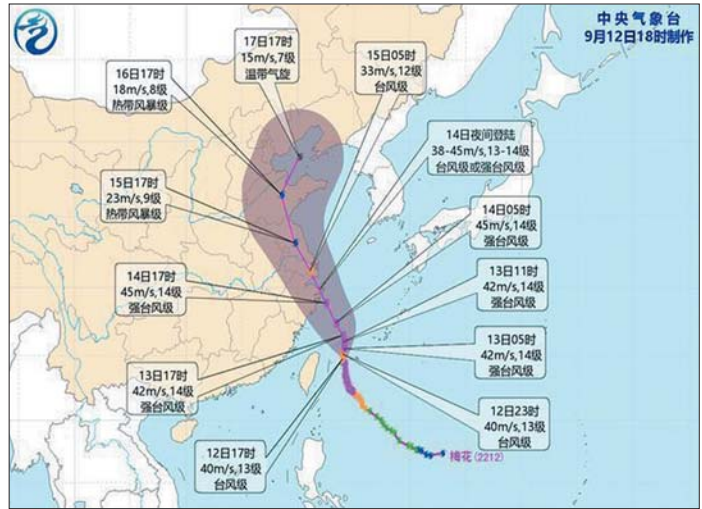 中央气象台
9月12日18时制作
17日17时
15m/s,7级
温带气旋
15日05时
33m/s,12级
台风级
16日17时
18m/s,8级
热带风暴级
14日夜间登陆
38-45m/s,13-14级
台风级或强台风级
15日17时
23m/s,9级
热带风暴级
14日05时
45m/s,14级
强台风级
14日17时
45m/s,14级
强台风级
13日11时
42m/s,14级
强台风级
13日05时
42m/s,14级
强台风级
13日17时
42m/s,14级
强台风级
12日23时
40m/s,13级
台风级
12日17时
40m/s,13级
台风级
梅花(2212)